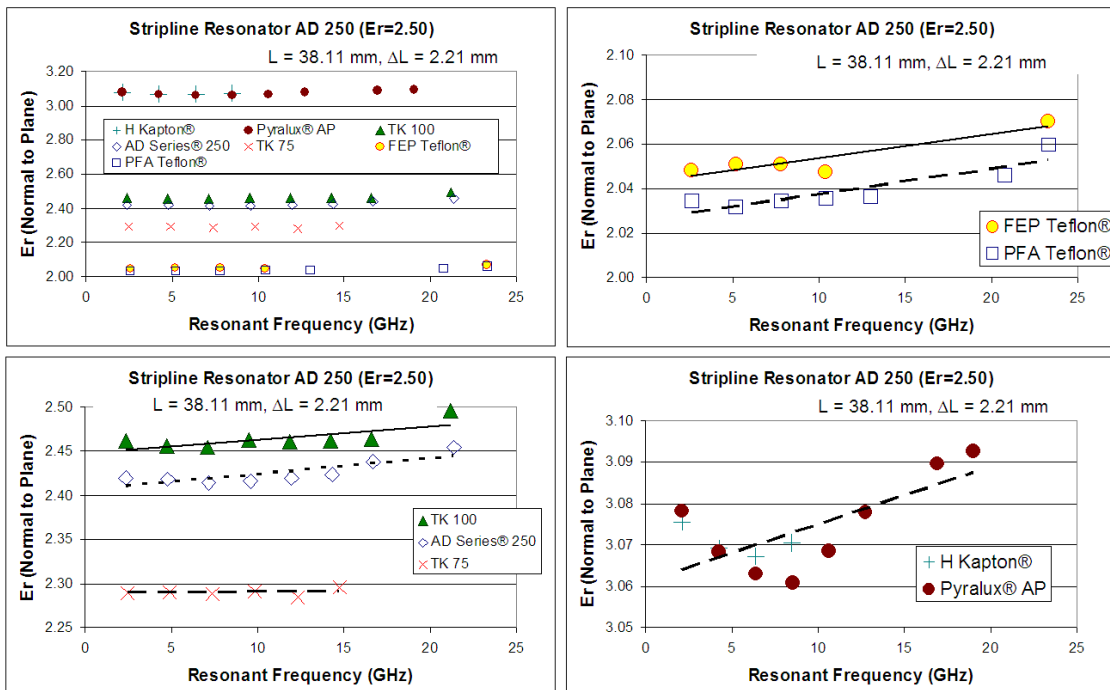 Stripline Resonator AD 250 (Er=2.50)
L = 38.11 mm, ΔL = 2.21 mm
Er (Normal to Plane)
3.20
3.00
2.80
2.60
2.40
2.20
2.00
H Kapton®
Pyralux® AP
TK 100
AD Series® 250
TK 75
FEP Teflon®
PFA Teflon®
0 5 10 15 20 25
Resonant Frequency (GHz)
Stripline Resonator AD 250 (Er=2.50)
L = 38.11 mm, ΔL = 2.21 mm
Er (Normal to Plane)
2.10
2.08
2.06
2.04
2.02
2.00
FEP Teflon®
PFA Teflon®
0 5 10 15 20 25
Resonant Frequency (GHz)
Stripline Resonator AD 250 (Er=2.50)
L = 38.11 mm, ΔL = 2.21 mm
Er (Normal to Plane)
2.50
2.45
2.40
2.35
2.30
2.25
TK 100
AD Series® 250
TK 75
0 5 10 15 20 25
Resonant Frequency (GHz)
Stripline Resonator AD 250 (Er=2.50)
L = 38.11 mm, ΔL = 2.21 mm
Er (Normal to Plane)
3.10
3.09
3.08
3.07
3.06
3.05
H Kapton®
Pyralux® AP
0 5 10 15 20 25
Resonant Frequency (GHz)